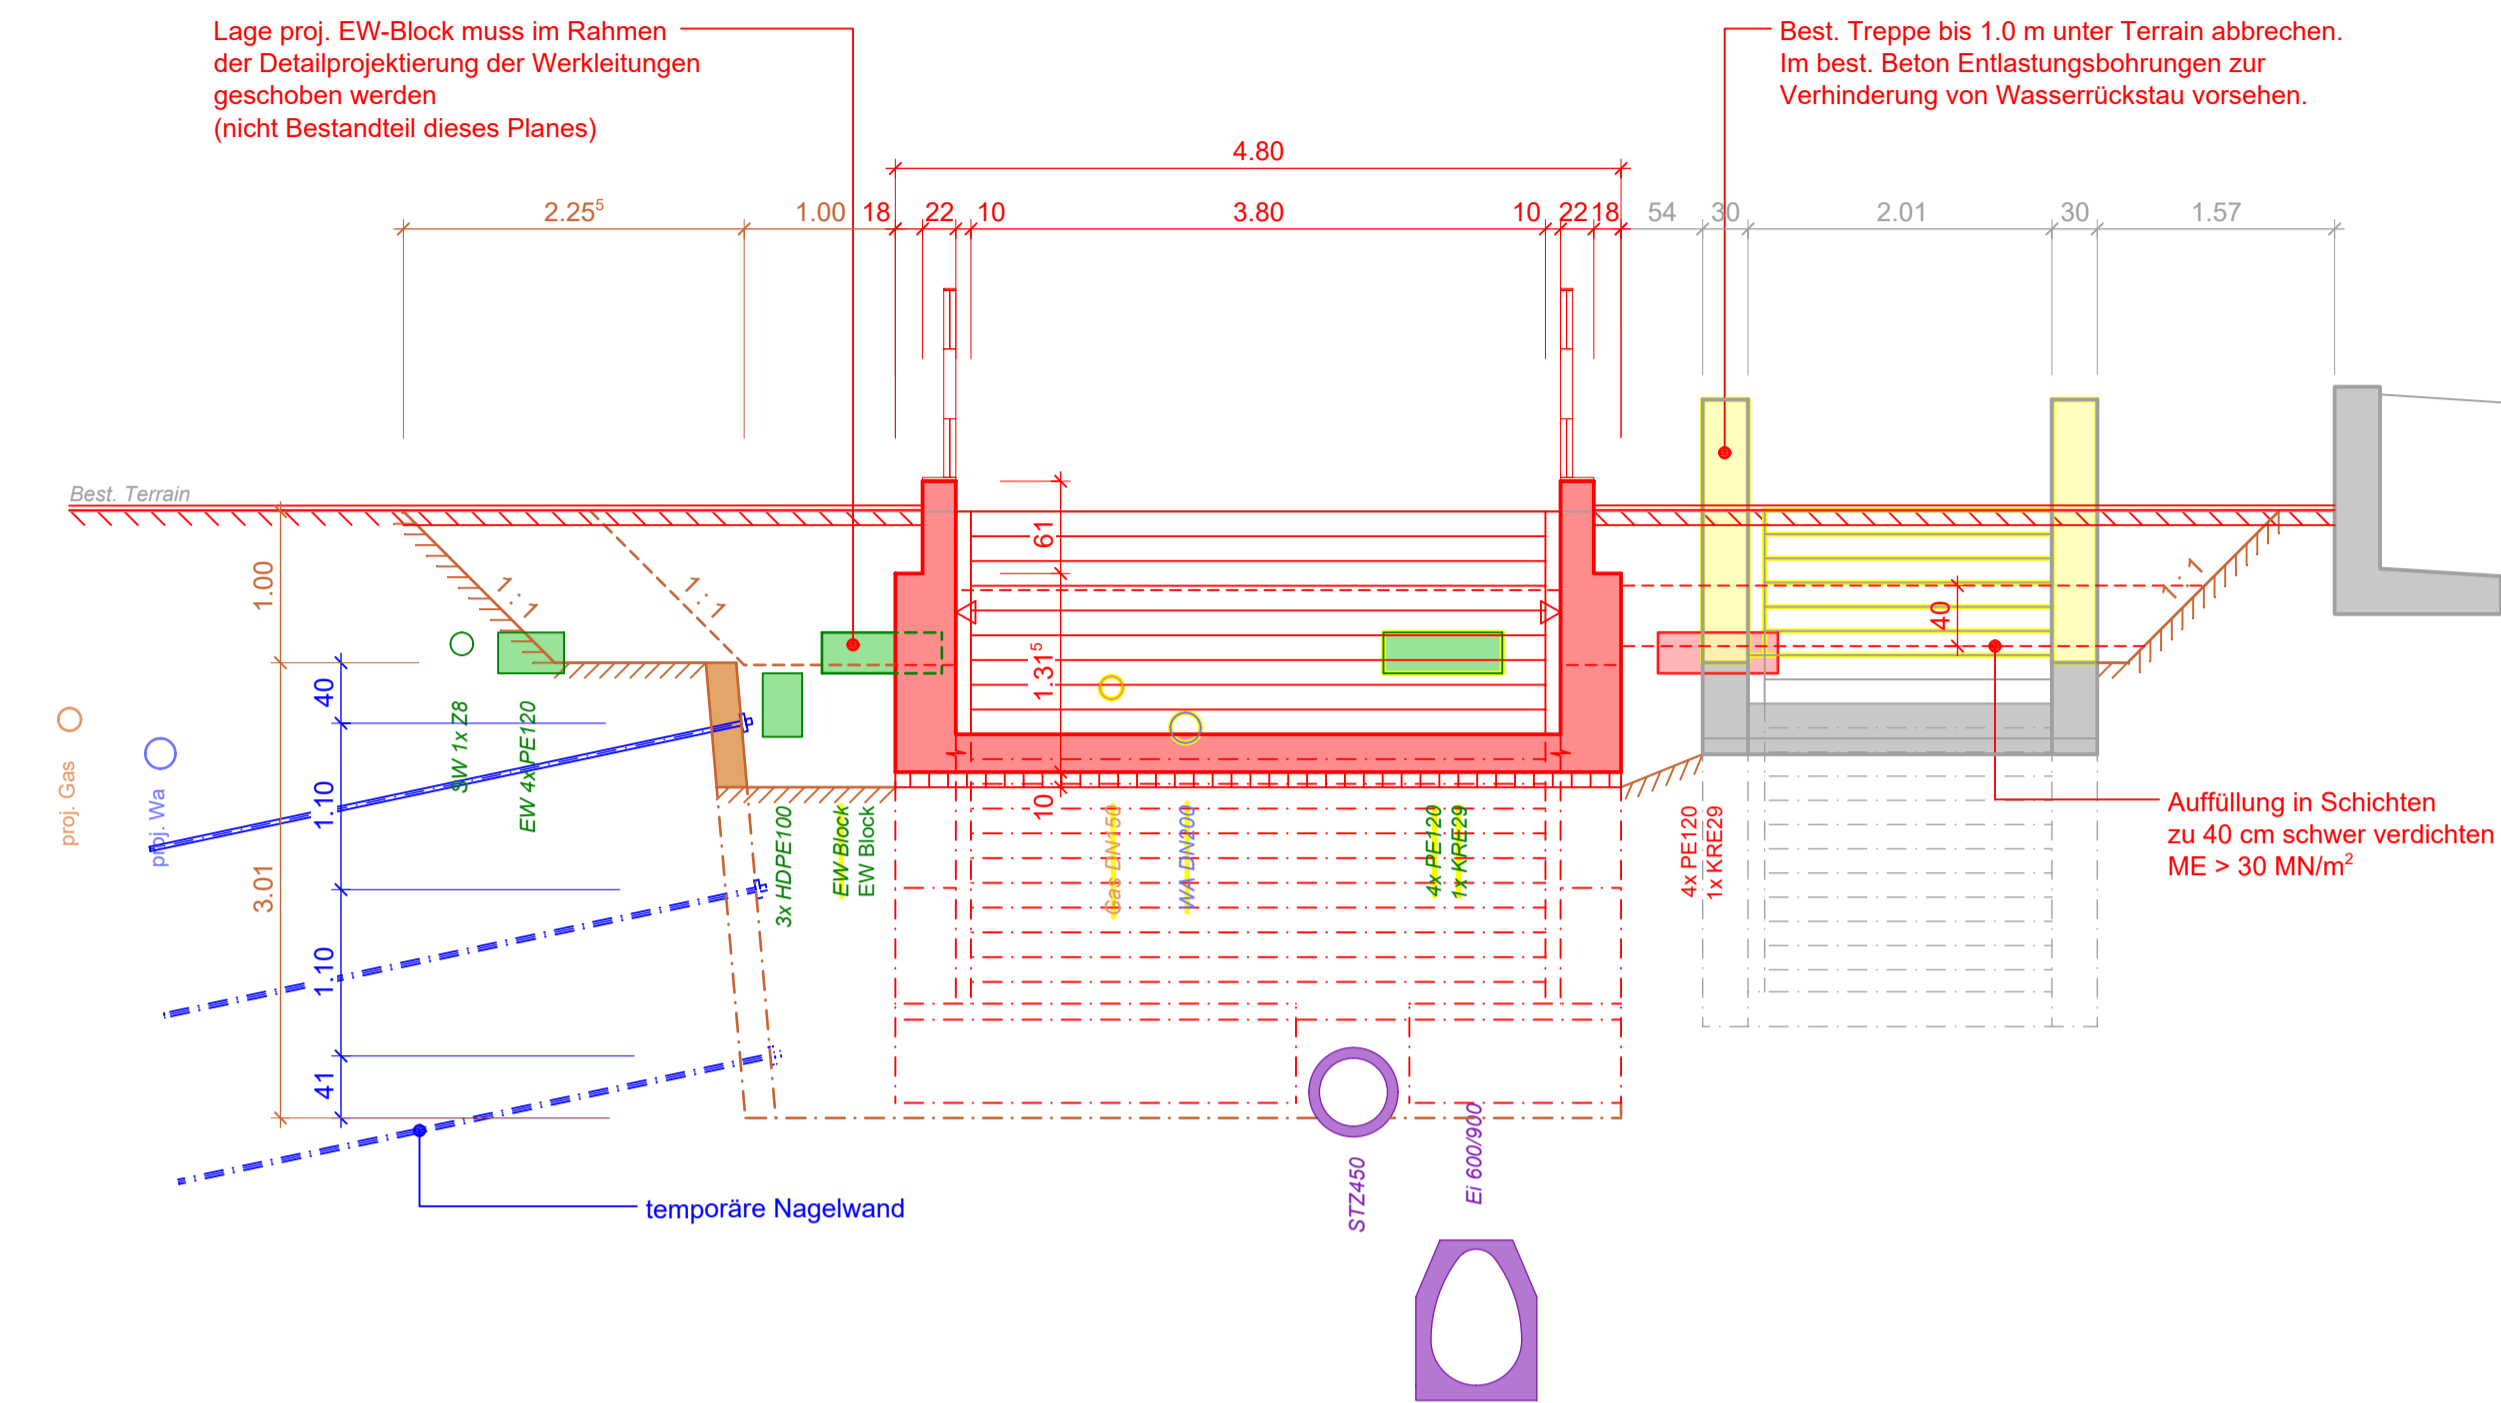 Lage proj. EW-Block muss im Rahmen
der Detailprojektierung der Werkleitungen
geschoben werden
(nicht Bestandteil dieses Planes)
Best. Treppe bis 1.0 m unter Terrain abbrechen.
Im best. Beton Entlastungsbohrungen zur
Verhinderung von Wasserrückstau vorsehen.
4.80
2.25⁵ 1.00 18 22 10 3.80 10 22 18 54 30 2.01 30 1.57
Best. Terrain
61
1.00
1:1
1:1
1:1
40
1.31⁵
40
proj. Gas
proj. Wa
SW 1x Z8
EW 4x PE120
1.10
10
3x HDPE100
EW Block
EW Block
Gas DN150
WA DN200
4x PE120
1x KRE29
4x PE120
1x KRE29
Auffüllung in Schichten
zu 40 cm schwer verdichten
ME > 30 MN/m²
3.01
1.10
41
STZ450
Ei 600/900
temporäre Nagelwand